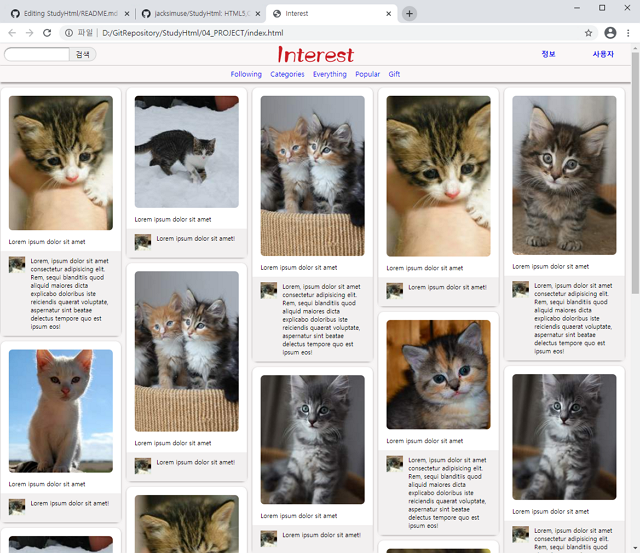 Editing StudyHtml/README.md
jacksimuse/StudyHtml: HTML5,C
Interest
파일
D:/GitRepository/StudyHtml/04_PROJECT/index.html
검색
Interest
정보
사용자
Following
Categories
Everything
Popular
Gift
Lorem ipsum dolor sit amet
Lorem ipsum dolor sit amet
consectetur adipisicing elit.
Rem, sequi blanditiis quod
aliquid maiores dicta
explicabo doloribus iste
reiciendis quaerat voluptate,
aspernatur sint beatae
delectus tempore quo est
ipsum eos!
Lorem ipsum dolor sit amet
Lorem ipsum dolor sit amet!
Lorem ipsum dolor sit amet
Lorem ipsum dolor sit amet!
Lorem ipsum dolor sit amet
Lorem ipsum dolor sit amet!
Lorem ipsum dolor sit amet
Lorem ipsum dolor sit amet
consectetur adipisicing elit.
Rem, sequi blanditiis quod
aliquid maiores dicta
explicabo doloribus iste
reiciendis quaerat voluptate,
aspernatur sint beatae
delectus tempore quo est
ipsum eos!
Lorem ipsum dolor sit amet
Lorem ipsum dolor sit amet!
Lorem ipsum dolor sit amet
Lorem ipsum dolor sit amet!
Lorem ipsum dolor sit amet
Lorem ipsum dolor sit amet
consectetur adipisicing elit.
Rem, sequi blanditiis quod
aliquid maiores dicta
explicabo doloribus iste
reiciendis quaerat voluptate,
aspernatur sint beatae
delectus tempore quo est
ipsum eos!
Lorem ipsum dolor sit amet
Lorem ipsum dolor sit amet
consectetur adipisicing elit.
Rem, sequi blanditiis quod
aliquid maiores dicta
explicabo doloribus iste
reiciendis quaerat voluptate,
aspernatur sint beatae
delectus tempore quo est
ipsum eos!
Lorem ipsum dolor sit amet
Lorem ipsum dolor sit amet
consectetur adipisicing elit.
Rem, sequi blanditiis quod